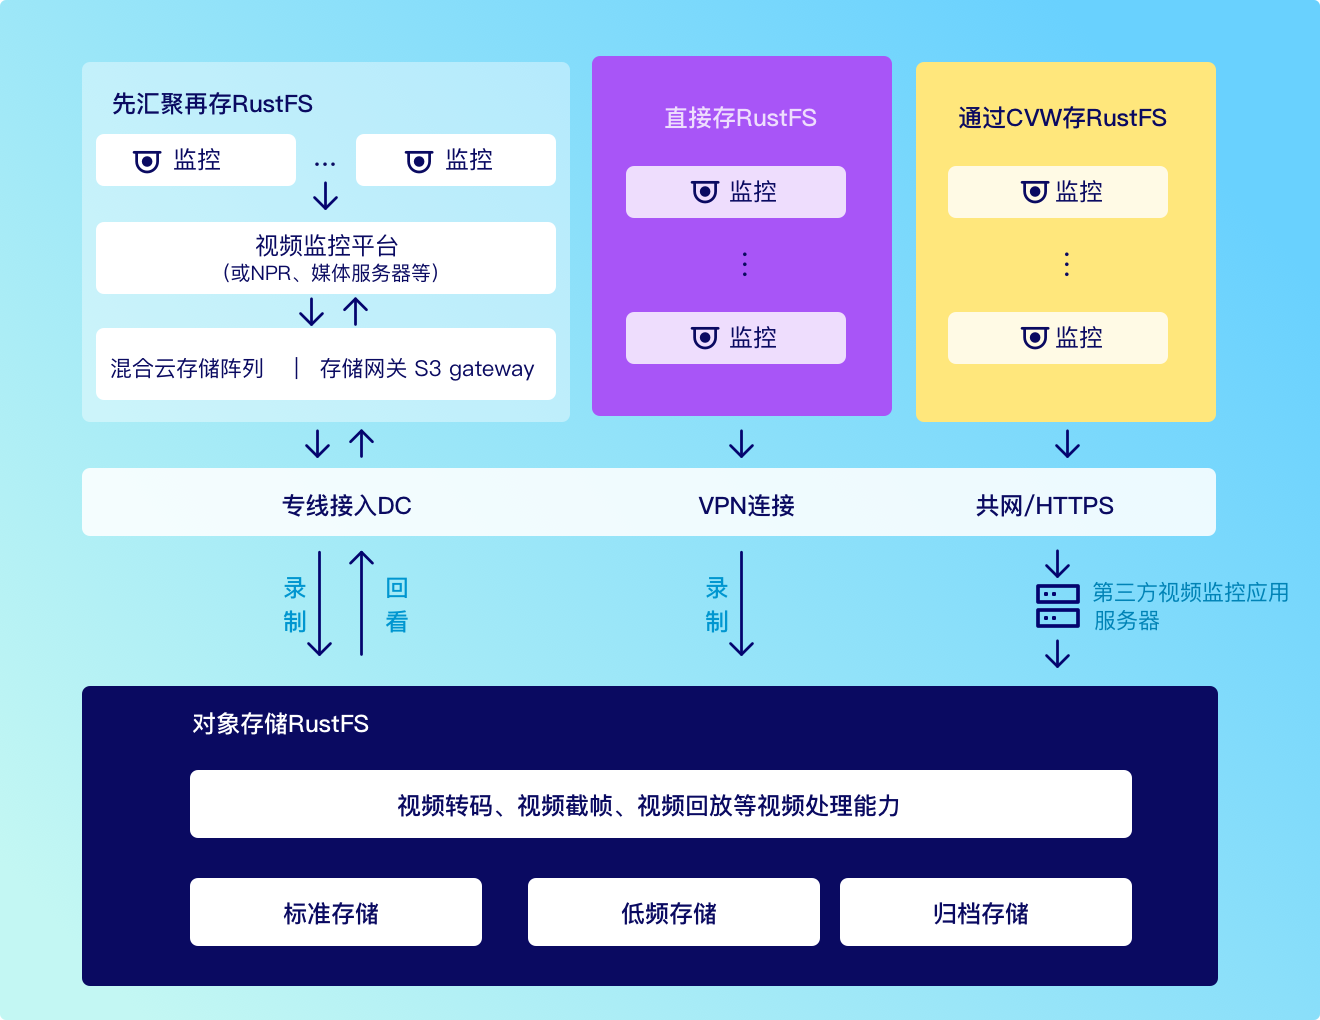 先汇聚再存RustFS
监控
...
监控
视频监控平台
(或NPR、媒体服务器等)
混合云存储阵列 | 存储网关 S3 gateway
直接存RustFS
监控
⋮
监控
通过CVW存RustFS
监控
⋮
监控
专线接入DC
VPN连接
共网/HTTPS
录制
回看
录制
第三方视频监控应用
服务器
对象存储RustFS
视频转码、视频截帧、视频回放等视频处理能力
标准存储
低频存储
归档存储